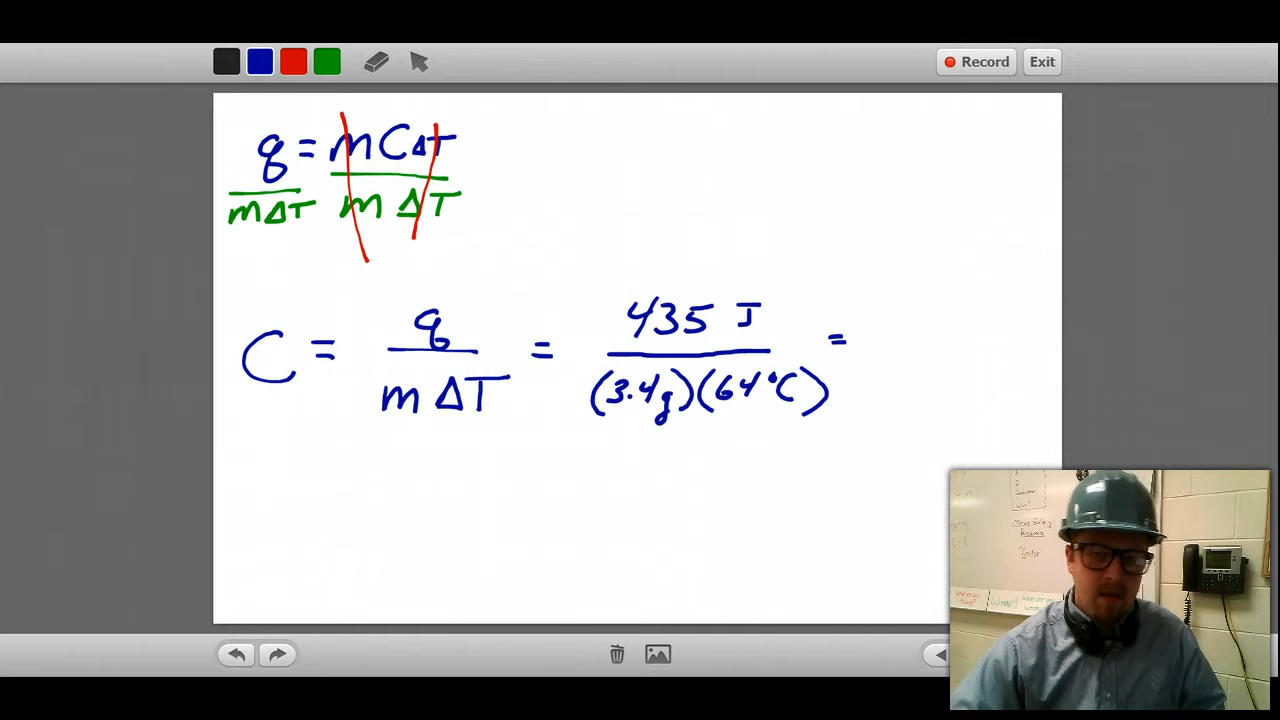 Record Exit
q = mCΔT
mΔT mΔT
C = q = 435 J =
mΔT (3.4g)(64°C)